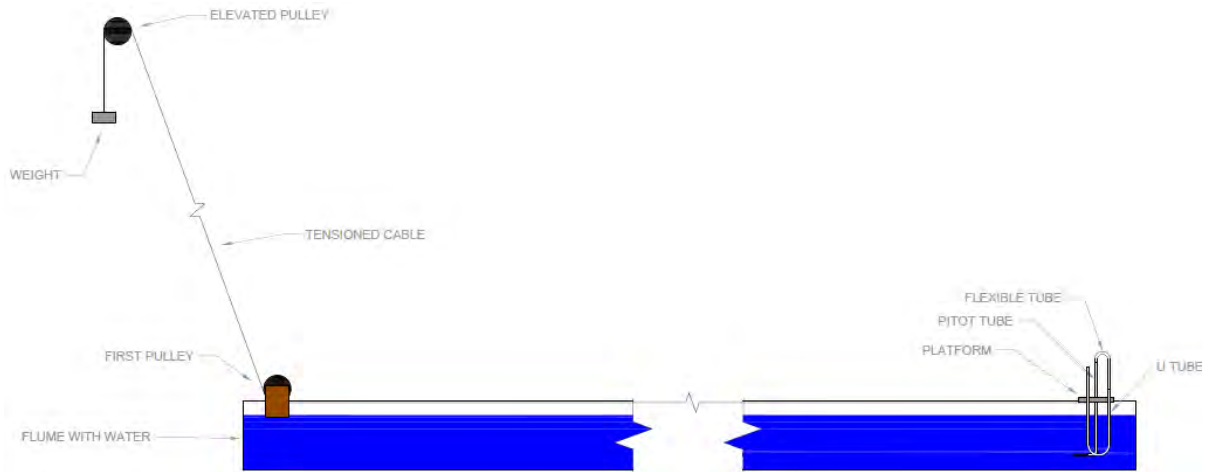 ELEVATED PULLEY
WEIGHT
TENSIONED CABLE
FLEXIBLE TUBE
PITOT TUBE
FIRST PULLEY
PLATFORM
U TUBE
FLUME WITH WATER